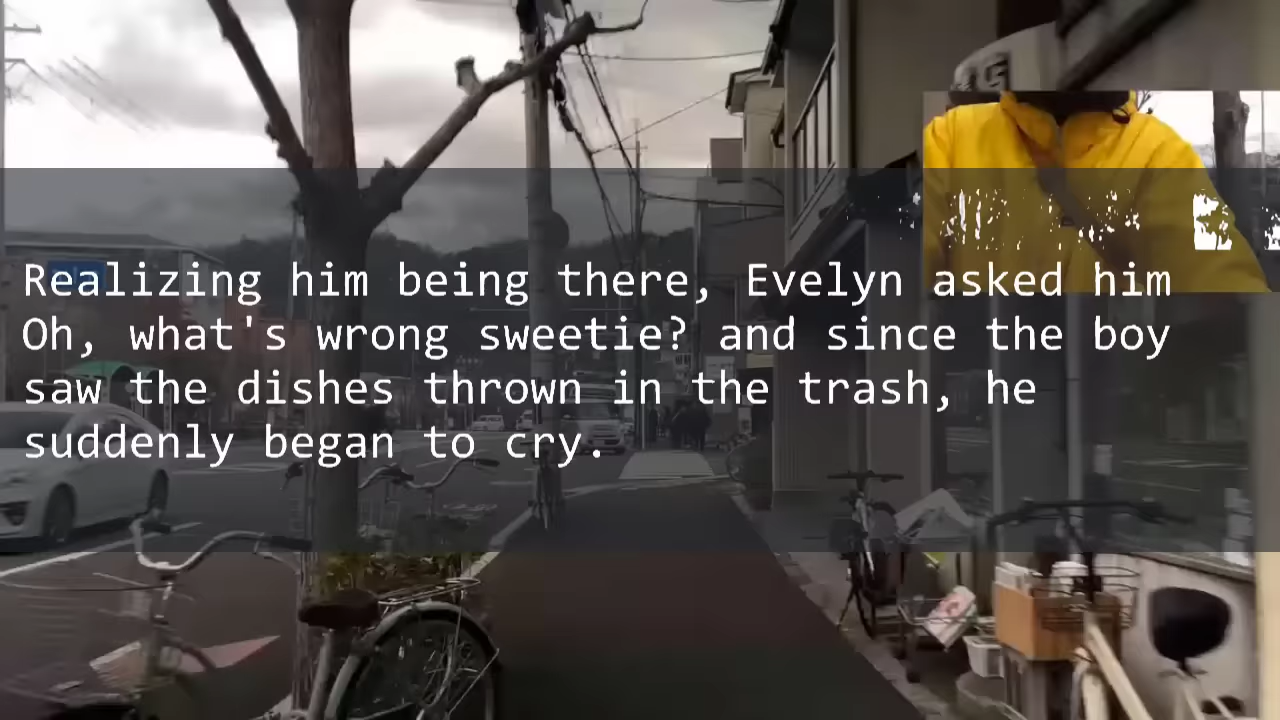 Realizing him being there, Evelyn asked him
Oh, what's wrong sweetie? and since the boy
saw the dishes thrown in the trash, he
suddenly began to cry.